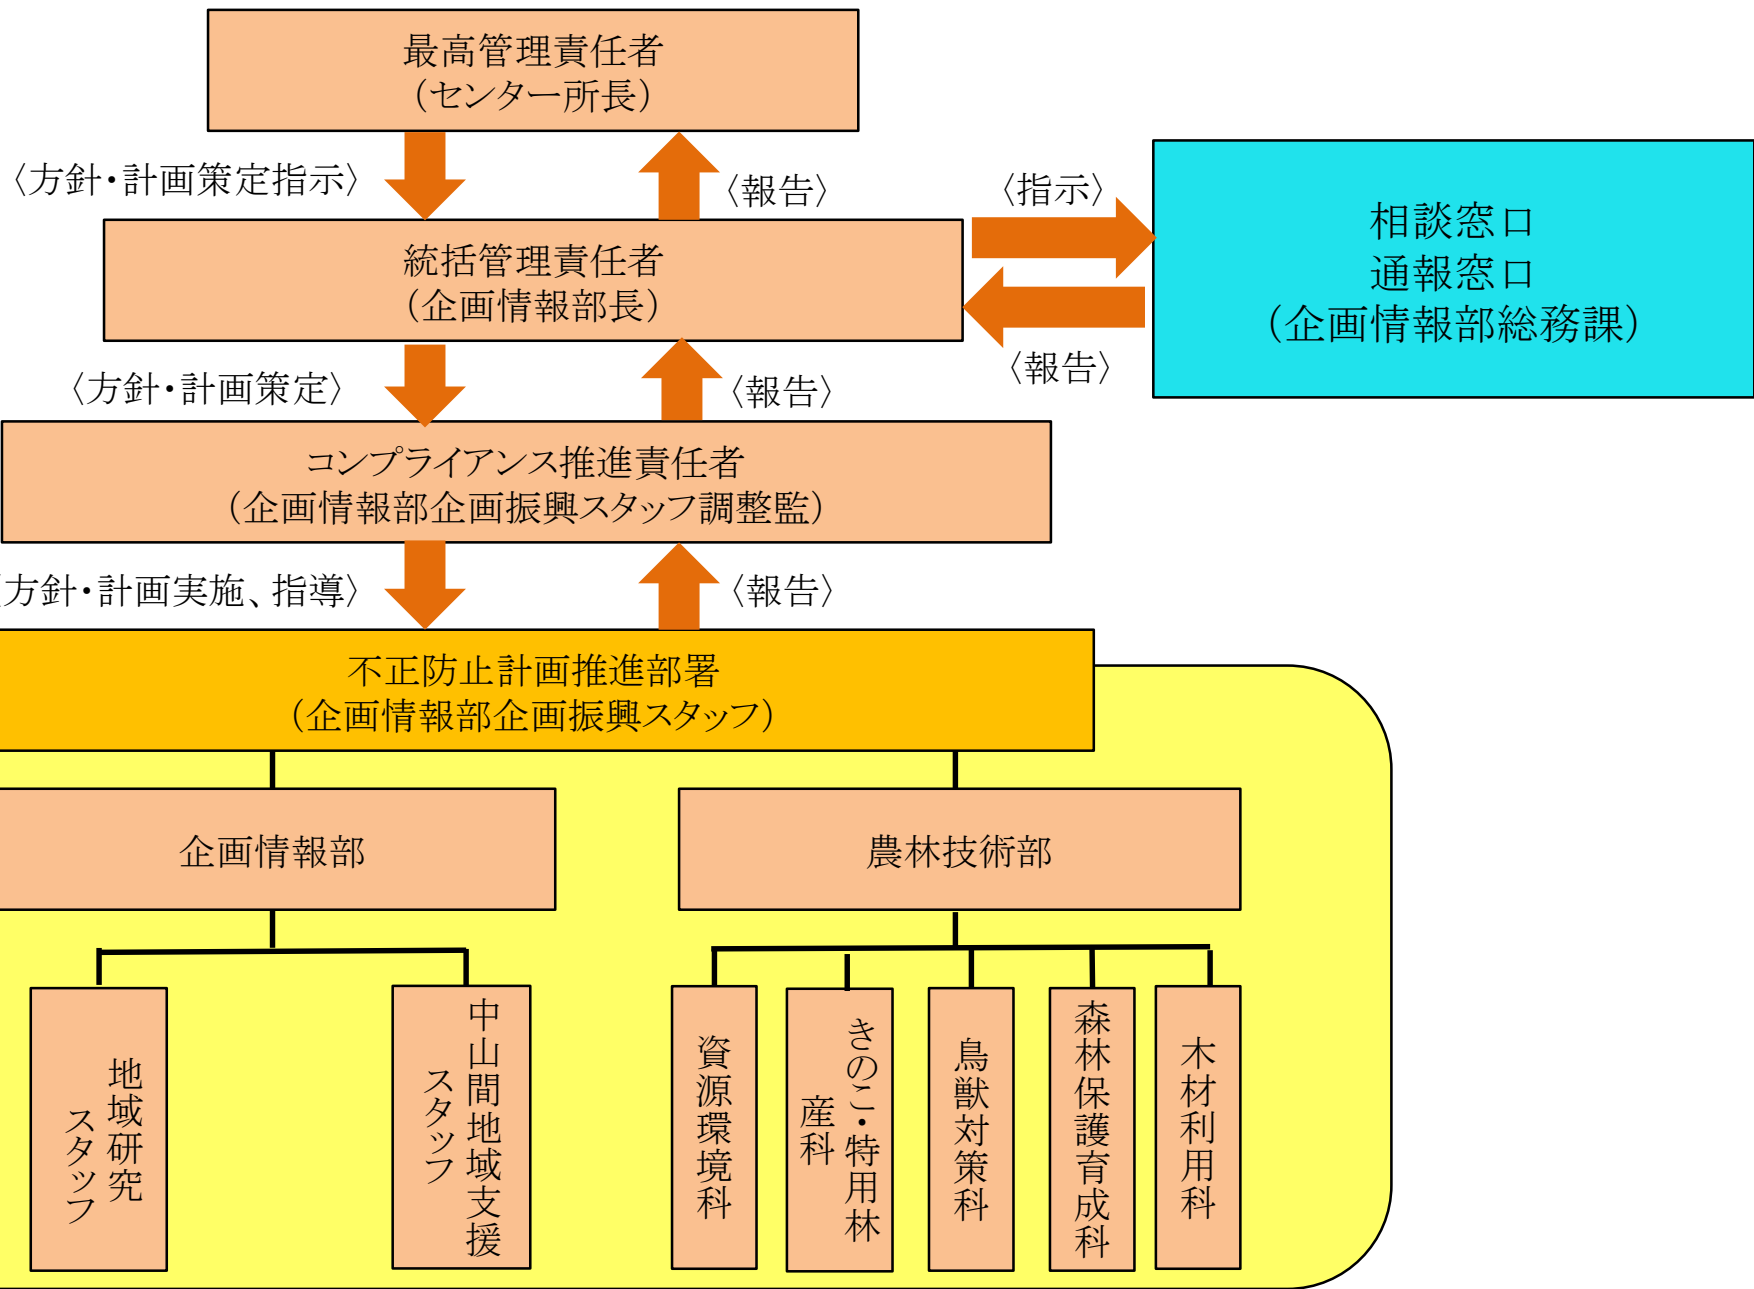 最高管理責任者
（センター所長）
〈方針・計画策定指示〉
〈報告〉
〈指示〉
統括管理責任者
（企画情報部長）
相談窓口
通報窓口
（企画情報部総務課）
〈報告〉
〈方針・計画策定〉
〈報告〉
コンプライアンス推進責任者
（企画情報部企画振興スタッフ調整監）
〈方針・計画実施、指導〉
〈報告〉
不正防止計画推進部署
（企画情報部企画振興スタッフ）
企画情報部
農林技術部
地域研究
スタッフ
中山間地域支援
スタッフ
資源環境科
きのこ・特用林
産科
鳥獣対策科
森林保護育成科
木材利用科